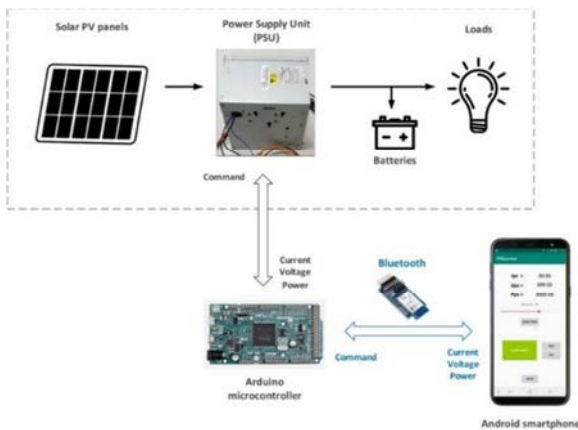 Solar PV panels
Power Supply Unit
(PSU)
Loads
Batteries
Command
Current
Voltage
Power
Bluetooth
Command
Current
Voltage
Power
Arduino
microcontroller
Android smartphone